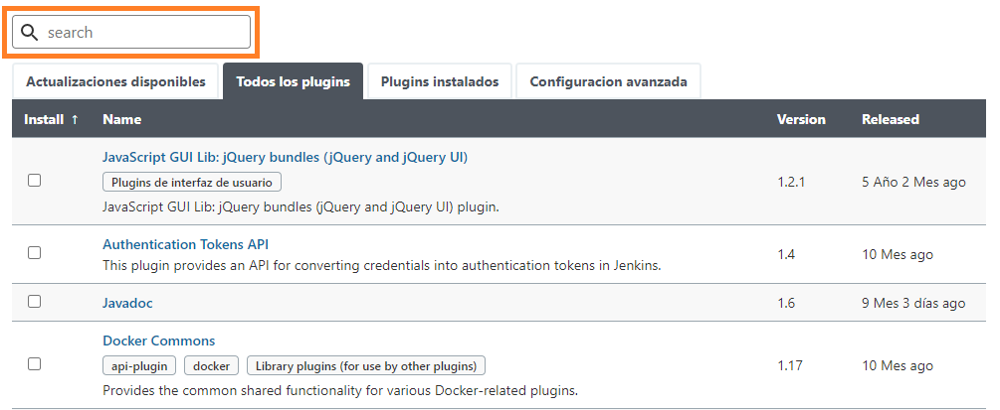 search
Actualizaciones disponibles Todos los plugins Plugins instalados Configuracion avanzada
Install ↑ Name Version Released
JavaScript GUI Lib: jQuery bundles (jQuery and jQuery UI)
Plugins de interfaz de usuario
1.2.1 5 Año 2 Mes ago
JavaScript GUI Lib: jQuery bundles (jQuery and jQuery UI) plugin.
Authentication Tokens API
1.4 10 Mes ago
This plugin provides an API for converting credentials into authentication tokens in Jenkins.
Javadoc 1.6 9 Mes 3 días ago
Docker Commons
api-plugin docker Library plugins (for use by other plugins)
1.17 10 Mes ago
Provides the common shared functionality for various Docker-related plugins.